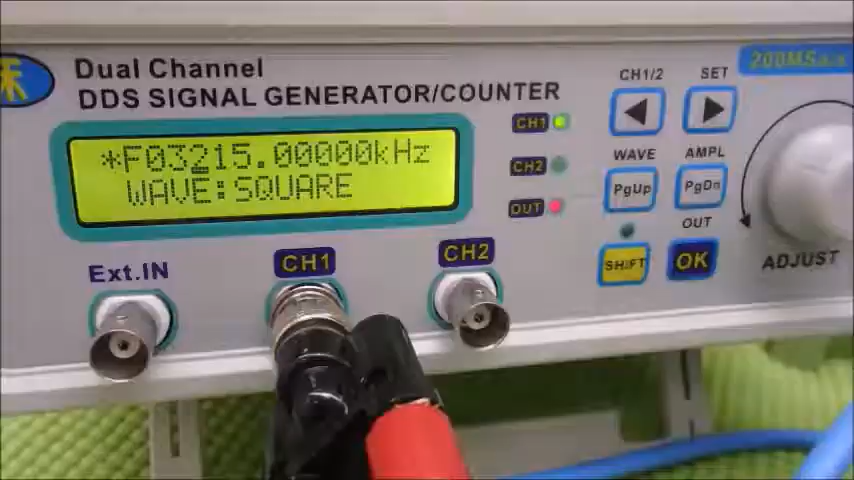 Dual Channel
DDS SIGNAL GENERATOR/COUNTER
200MSa/s
*F03215.00000kHz
WAVE:SQUARE
CH1
CH2
OUT
CH1/2
SET
WAVE
AMPL
PgUp
PgDn
OUT
SHIFT
OK
ADJUST
Ext.IN
CH1
CH2